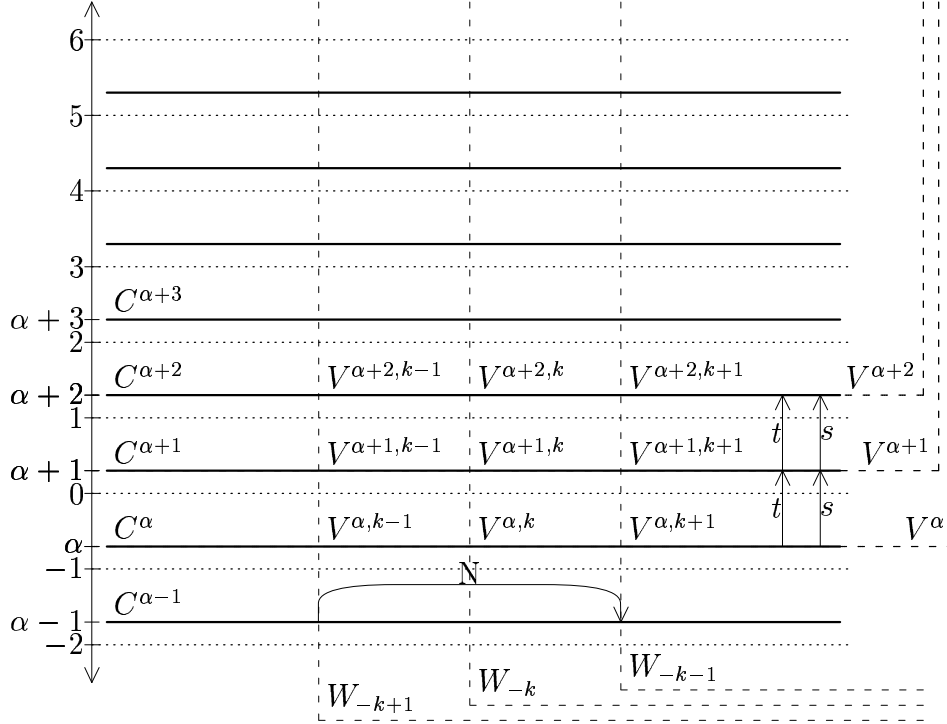 6
5
4
3
C^{α+3}
α + 3
2
C^{α+2} V^{α+2,k−1} V^{α+2,k} V^{α+2,k+1} V^{α+2}
α + 2
1
t s
C^{α+1} V^{α+1,k−1} V^{α+1,k} V^{α+1,k+1} V^{α+1}
α + 1
0
t s
C^α V^{α,k−1} V^{α,k} V^{α,k+1} V^α
α
−1
N
C^{α−1}
α − 1
−2
W_{−k−1}
W_{−k}
W_{−k+1}